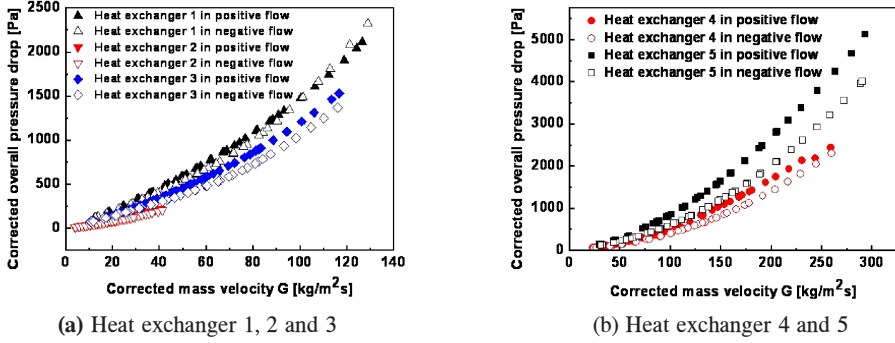 Corrected overall pressure drop [Pa]
2500
2000
1500
1000
500
0
Heat exchanger 1 in positive flow
Heat exchanger 1 in negative flow
Heat exchanger 2 in positive flow
Heat exchanger 2 in negative flow
Heat exchanger 3 in positive flow
Heat exchanger 3 in negative flow
0 20 40 60 80 100 120 140
Corrected mass velocity G [kg/m²s]
(a) Heat exchanger 1, 2 and 3
Corrected overall pressure drop [Pa]
5000
4000
3000
2000
1000
0
Heat exchanger 4 in positive flow
Heat exchanger 4 in negative flow
Heat exchanger 5 in positive flow
Heat exchanger 5 in negative flow
0 50 100 150 200 250 300
Corrected mass velocity G [kg/m²s]
(b) Heat exchanger 4 and 5